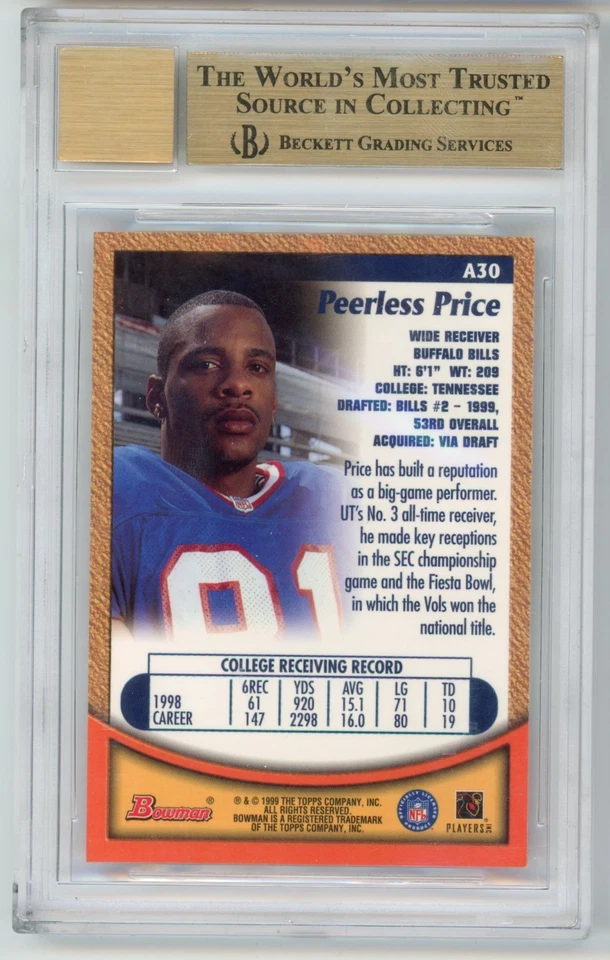 THE WORLD'S MOST TRUSTED
SOURCE IN COLLECTING™
(B) BECKETT GRADING SERVICES
A30
Peerless Price
WIDE RECEIVER
BUFFALO BILLS
HT: 6'1" WT: 209
COLLEGE: TENNESSEE
DRAFTED: BILLS #2 – 1999,
53RD OVERALL
ACQUIRED: VIA DRAFT
Price has built a reputation
as a big-game performer.
UT's No. 3 all-time receiver,
he made key receptions
in the SEC championship
game and the Fiesta Bowl,
in which the Vols won the
national title.
81
COLLEGE RECEIVING RECORD
6REC YDS AVG LG TD
1998 61 920 15.1 71 10
CAREER 147 2298 16.0 80 19
Bowman®
® & © 1999 THE TOPPS COMPANY, INC.
ALL RIGHTS RESERVED.
BOWMAN IS A REGISTERED TRADEMARK
OF THE TOPPS COMPANY, INC.
NFL
PLAYERS INC